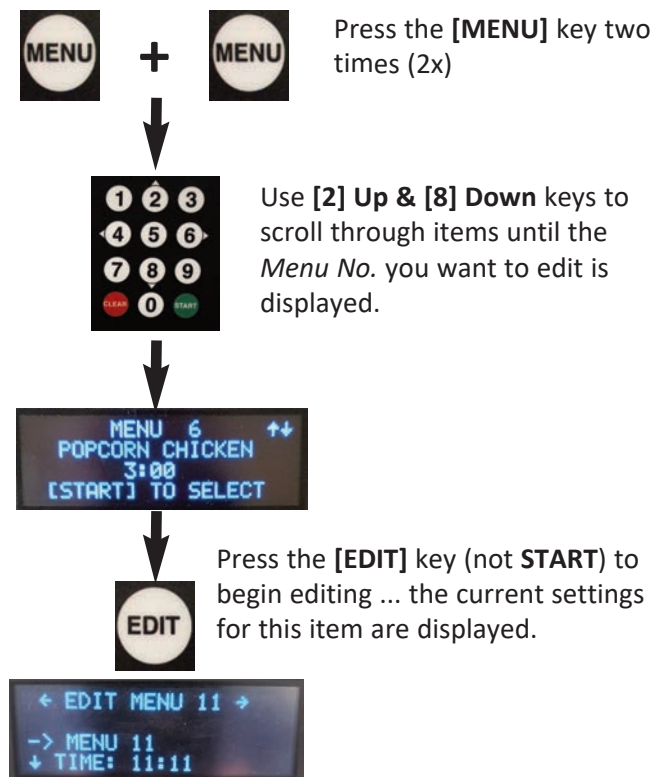 MENU + MENU
Press the [MENU] key two
times (2x)
1 2 3
4 5 6
7 8 9
CLEAR 0 START
Use [2] Up & [8] Down keys to
scroll through items until the
Menu No. you want to edit is
displayed.
MENU 6 ↑↓
POPCORN CHICKEN
3:00
[START] TO SELECT
Press the [EDIT] key (not START) to
begin editing ... the current settings
for this item are displayed.
EDIT
← EDIT MENU 11 →
-> MENU 11
↓ TIME: 11:11